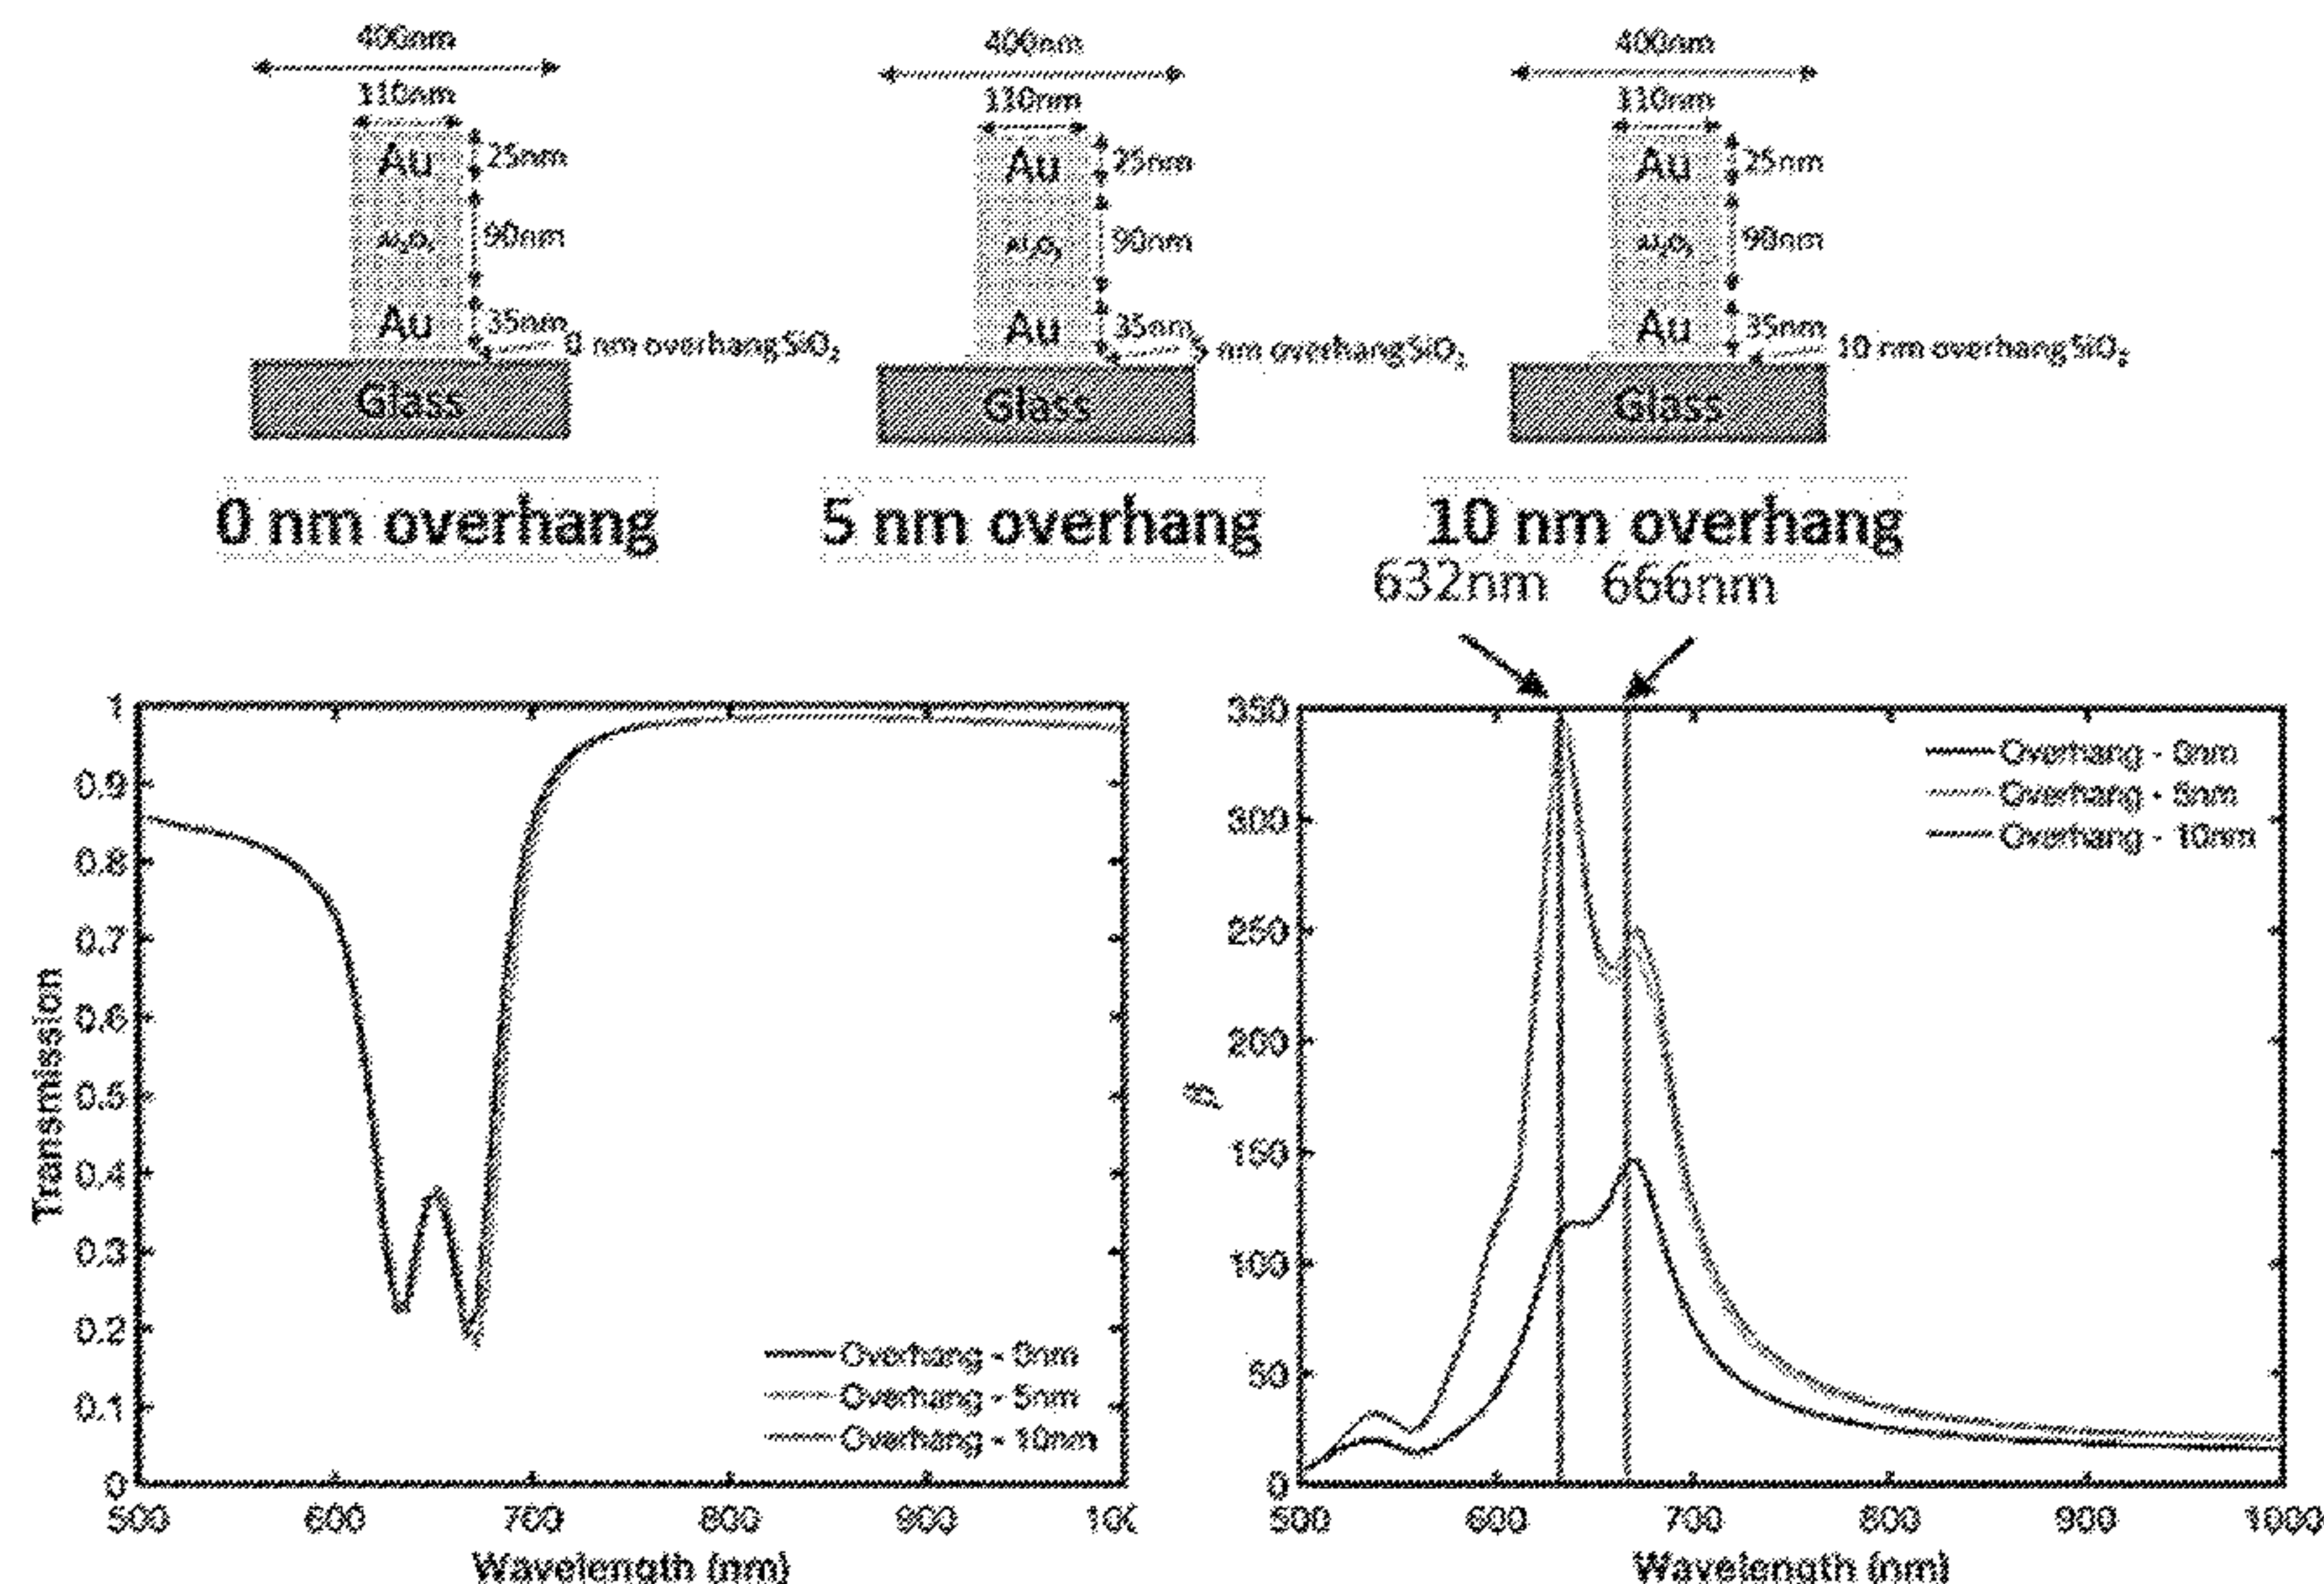 400nm 400nm 400nm
110nm 110nm 110nm
Au 25nm Au 25nm Au 25nm
Al₂O₃ 90nm Al₂O₃ 90nm Al₂O₃ 90nm
Au 35nm Au 35nm Au 35nm
0 nm overhang SiO₂ 5 nm overhang SiO₂ 10 nm overhang SiO₂
Glass Glass Glass
0 nm overhang 5 nm overhang 10 nm overhang
632nm 666nm
Transmission
1
0.9
0.8
0.7
0.6
0.5
0.4
0.3
0.2
0.1
0
Overhang - 0nm
Overhang - 5nm
Overhang - 10nm
500 600 700 800 900
Wavelength (nm)
β
350
300
250
200
150
100
50
0
Overhang - 0nm
Overhang - 5nm
Overhang - 10nm
500 600 700 800 900 1000
Wavelength (nm)